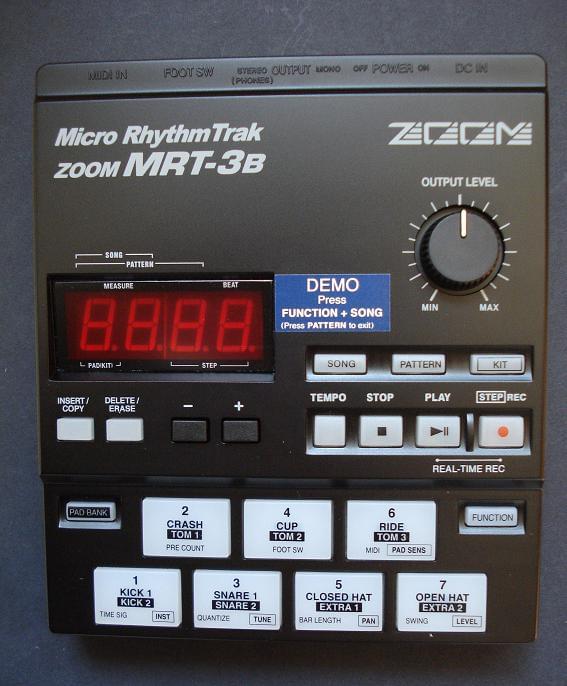 MIDI IN FOOT SW STEREO OUTPUT MONO OFF POWER ON DC IN
(PHONES)
Micro RhythmTrak
ZOOM MRT-3B
ZOOM
OUTPUT LEVEL
MIN MAX
SONG
PATTERN
MEASURE BEAT
8.8.8.8.
PAD(KIT) STEP
DEMO
Press
FUNCTION + SONG
(Press PATTERN to exit)
SONG PATTERN KIT
INSERT/
COPY
DELETE/
ERASE
− +
TEMPO STOP PLAY STEP REC
REAL-TIME REC
PAD BANK
FUNCTION
2
CRASH
TOM 1
PRE COUNT
4
CUP
TOM 2
FOOT SW
6
RIDE
TOM 3
MIDI PAD SENS
1
KICK 1
KICK 2
TIME SIG INST
3
SNARE 1
SNARE 2
QUANTIZE TUNE
5
CLOSED HAT
EXTRA 1
BAR LENGTH PAN
7
OPEN HAT
EXTRA 2
SWING LEVEL